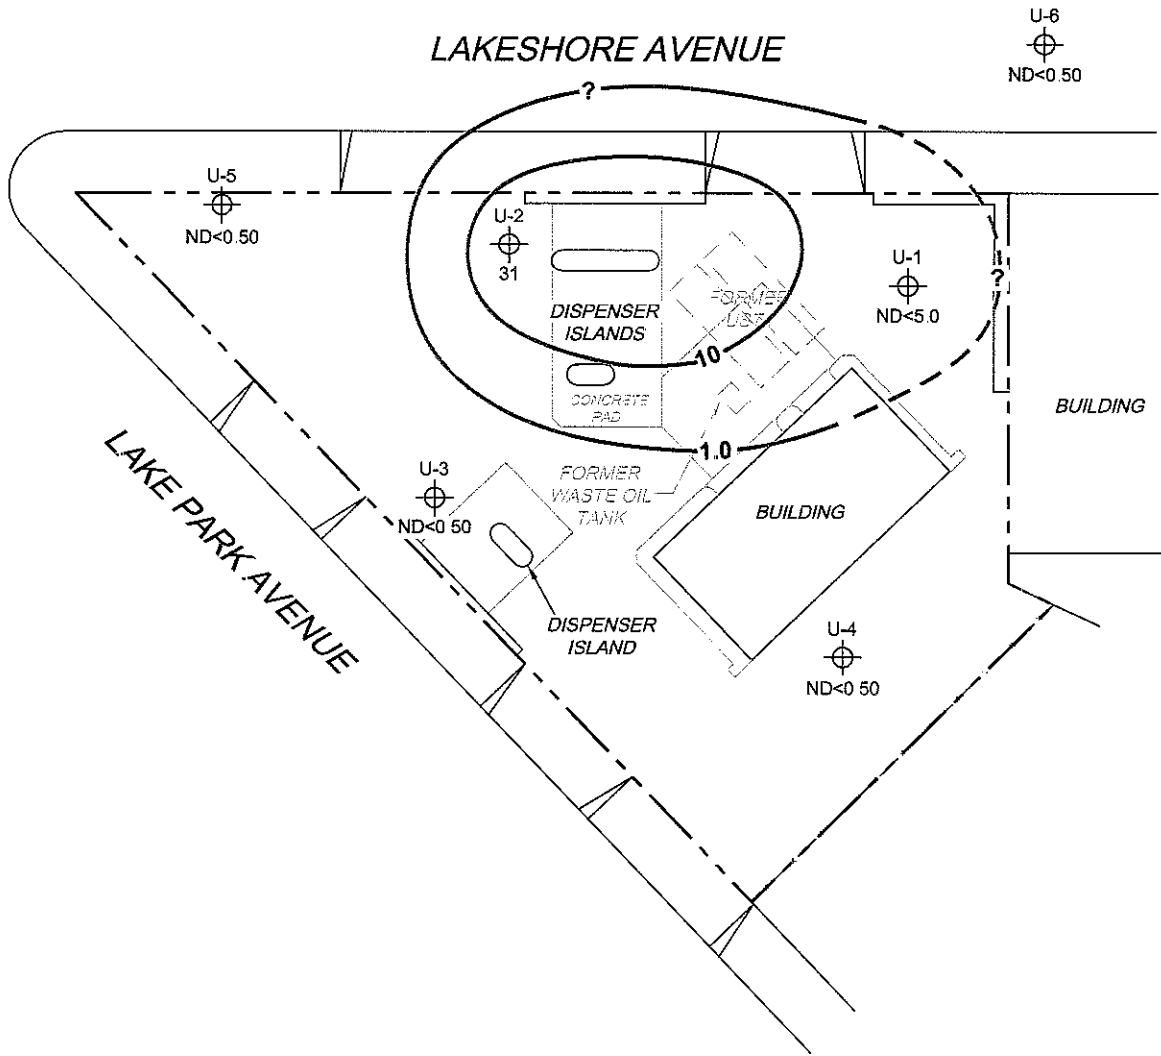 U-6
ND<0.50
LAKESHORE AVENUE
?
U-5
ND<0.50
U-2
31
U-1
ND<5.0
?
FORMER
UST
DISPENSER
ISLANDS
10
CONCRETE
PAD
1.0
BUILDING
LAKE PARK AVENUE
U-3
ND<0 50
FORMER
WASTE OIL
TANK
BUILDING
DISPENSER
ISLAND
U-4
ND<0 50